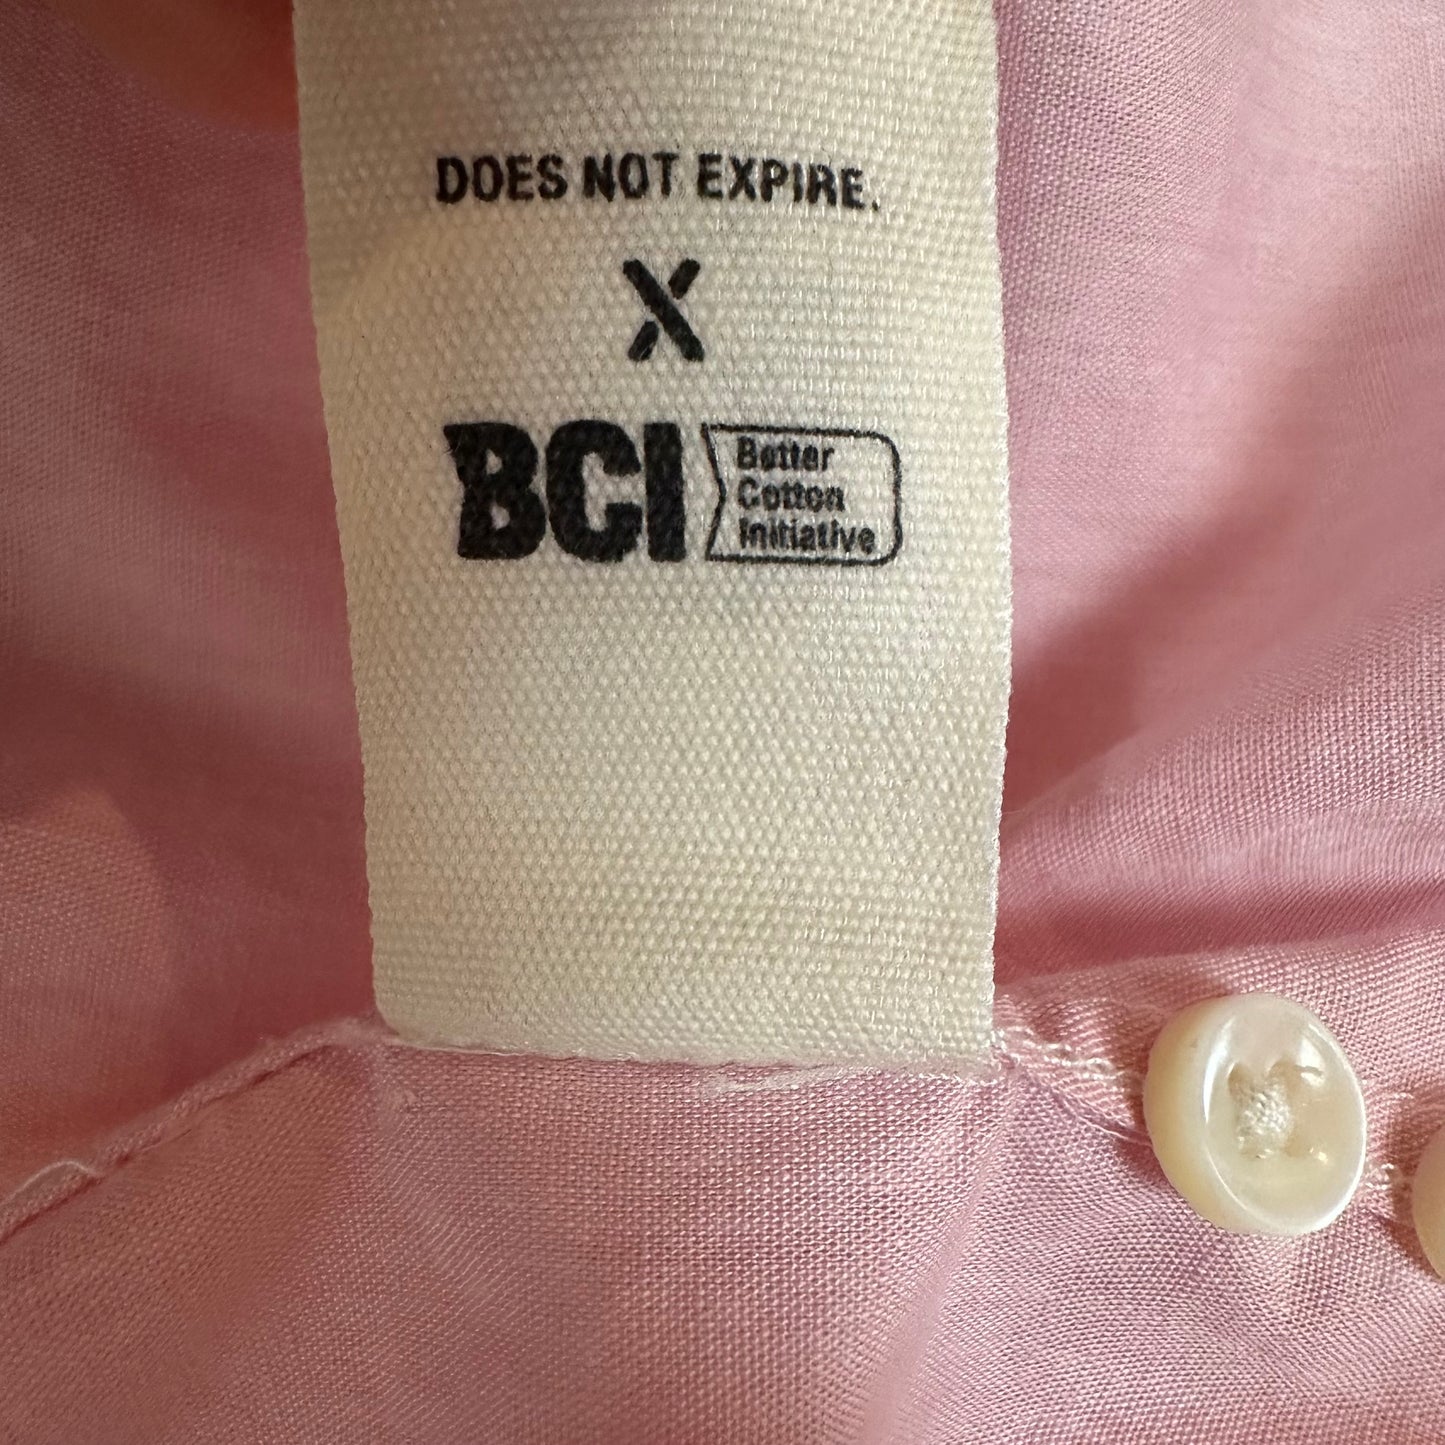 DOES NOT EXPIRE.
X
BCI
Better
Cotton
Initiative